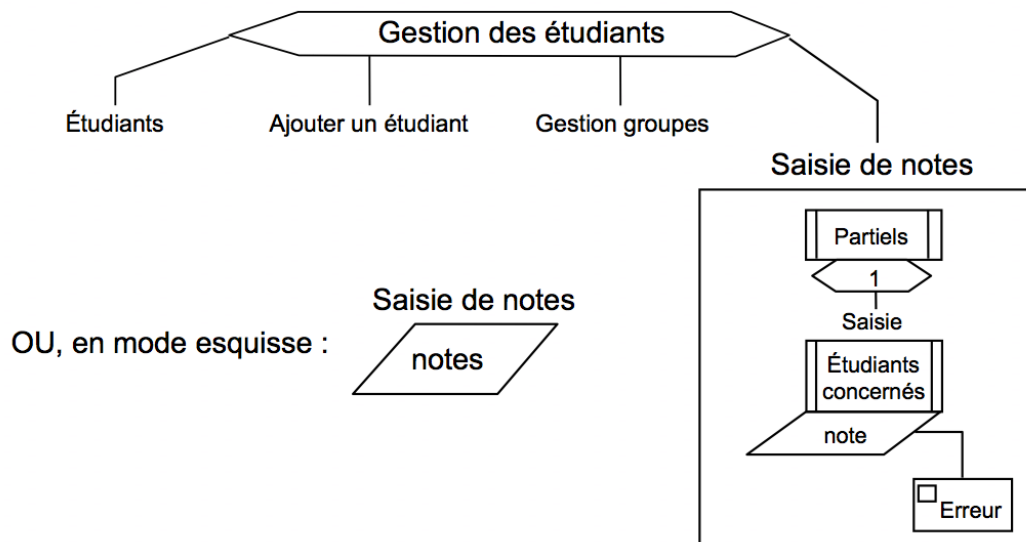 Gestion des étudiants
Étudiants
Ajouter un étudiant
Gestion groupes
Saisie de notes
Partiels
1
Saisie
Étudiants
concernés
note
Erreur
OU, en mode esquisse :
Saisie de notes
notes